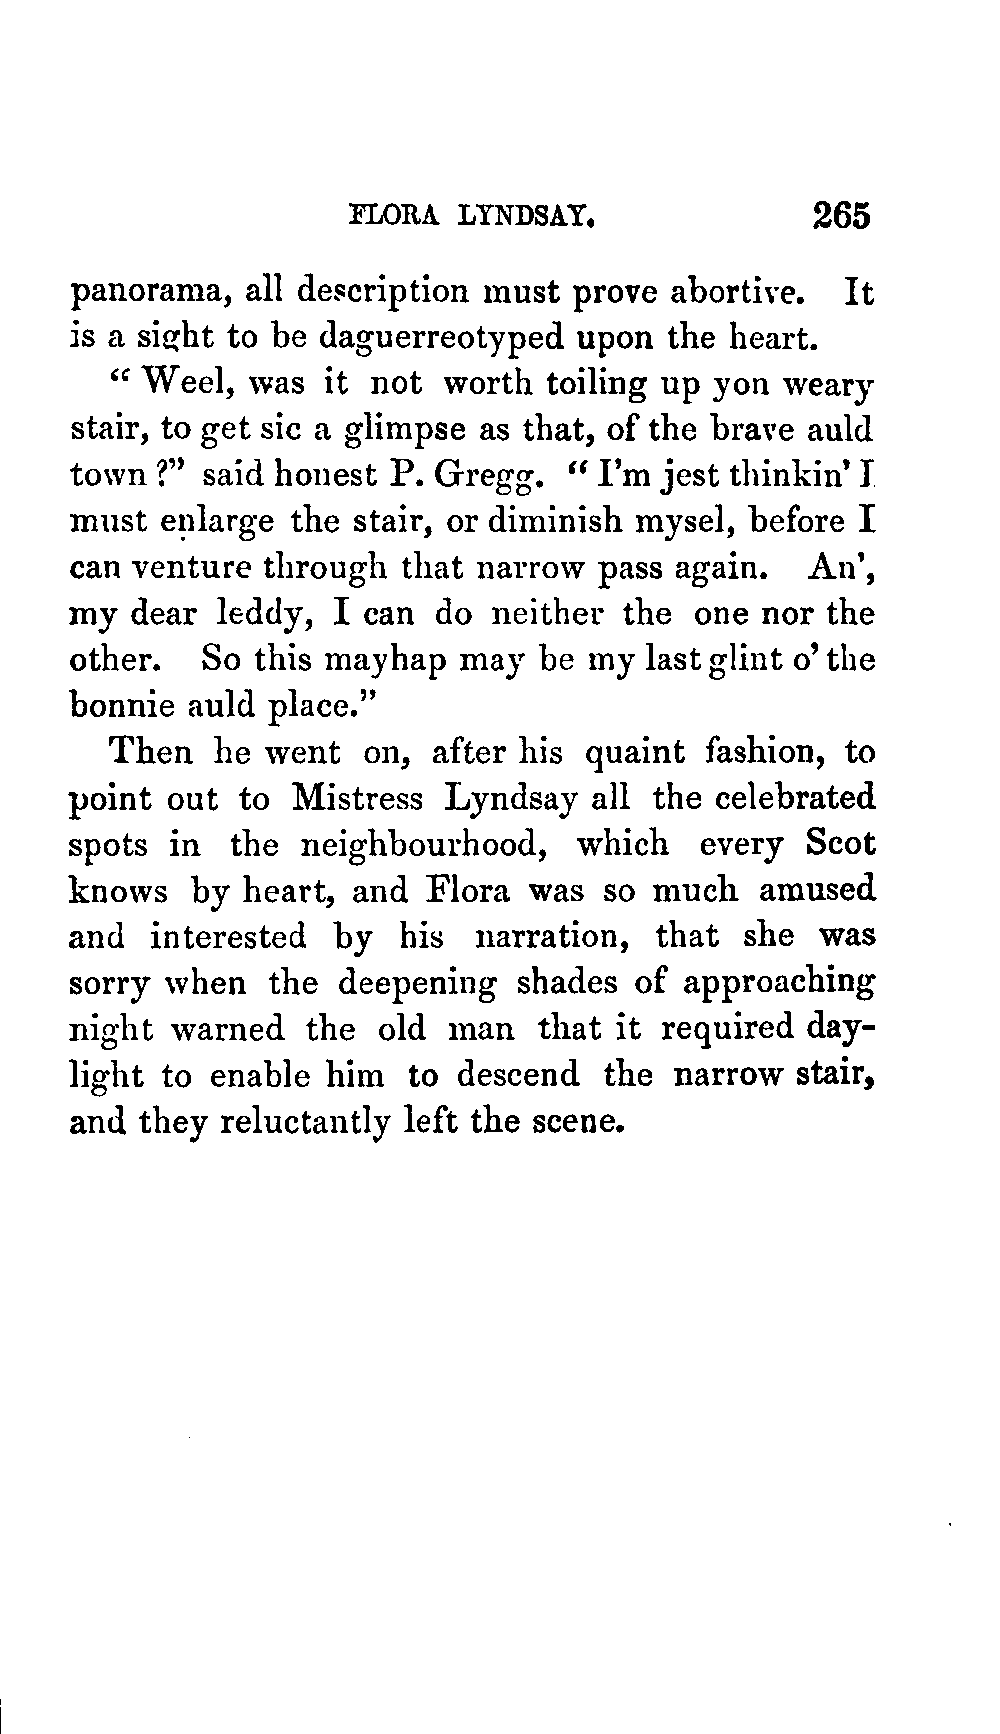 FLORA LYNDSAY. 265
panorama, all description must prove abortive. It
is a sight to be daguerreotyped upon the heart.
“ Weel, was it not worth toiling up yon weary
stair, to get sic a glimpse as that, of the brave auld
town ?” said honest P. Gregg. “ I’m jest thinkin’ I
must enlarge the stair, or diminish mysel, before I
can venture through that narrow pass again. An’,
my dear leddy, I can do neither the one nor the
other. So this mayhap may be my last glint o’ the
bonnie auld place.”
Then he went on, after his quaint fashion, to
point out to Mistress Lyndsay all the celebrated
spots in the neighbourhood, which every Scot
knows by heart, and Flora was so much amused
and interested by his narration, that she was
sorry when the deepening shades of approaching
night warned the old man that it required day-
light to enable him to descend the narrow stair,
and they reluctantly left the scene.